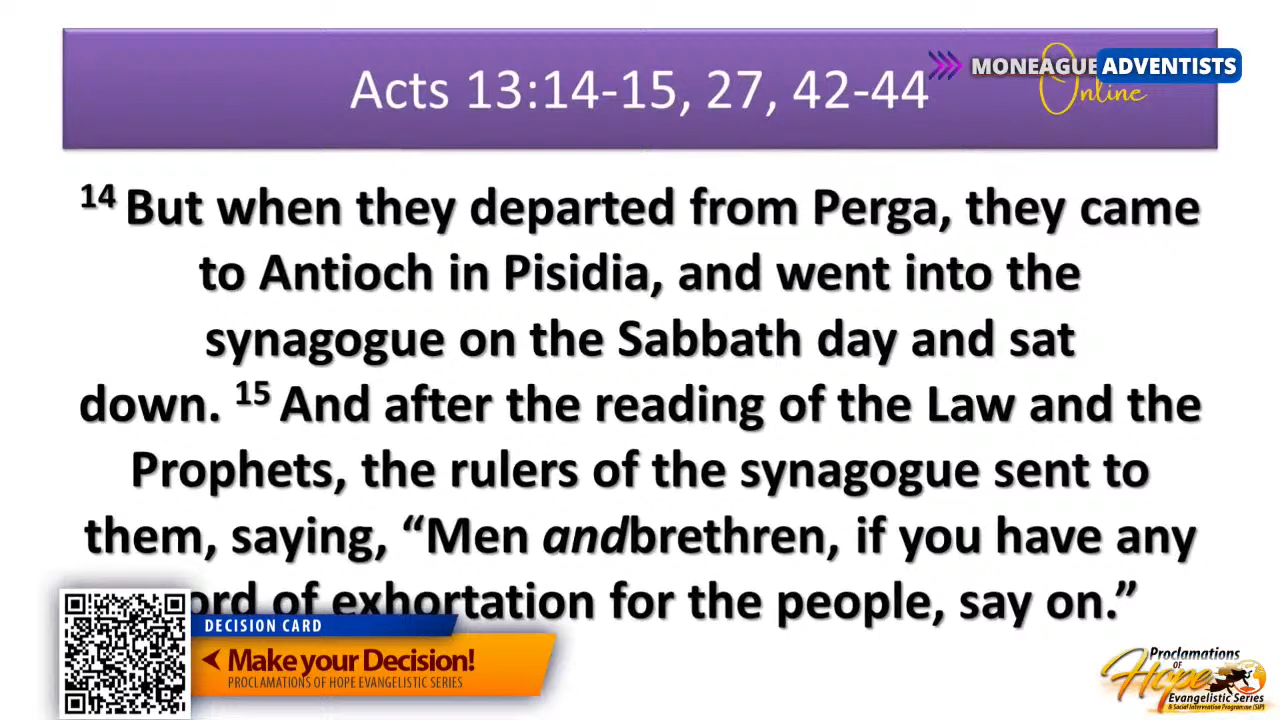 Acts 13:14-15, 27, 42-44
MONEAGUE ADVENTISTS
Online
14 But when they departed from Perga, they came
to Antioch in Pisidia, and went into the
synagogue on the Sabbath day and sat
down. 15 And after the reading of the Law and the
Prophets, the rulers of the synagogue sent to
them, saying, “Men andbrethren, if you have any
of exhortation for the people, say on.”
DECISION CARD
Make your Decision!
PROCLAMATIONS OF HOPE EVANGELISTIC SERIES
Proclamations
OF
Hope
Evangelistic Series
& Social Intervention Programme (SIP)